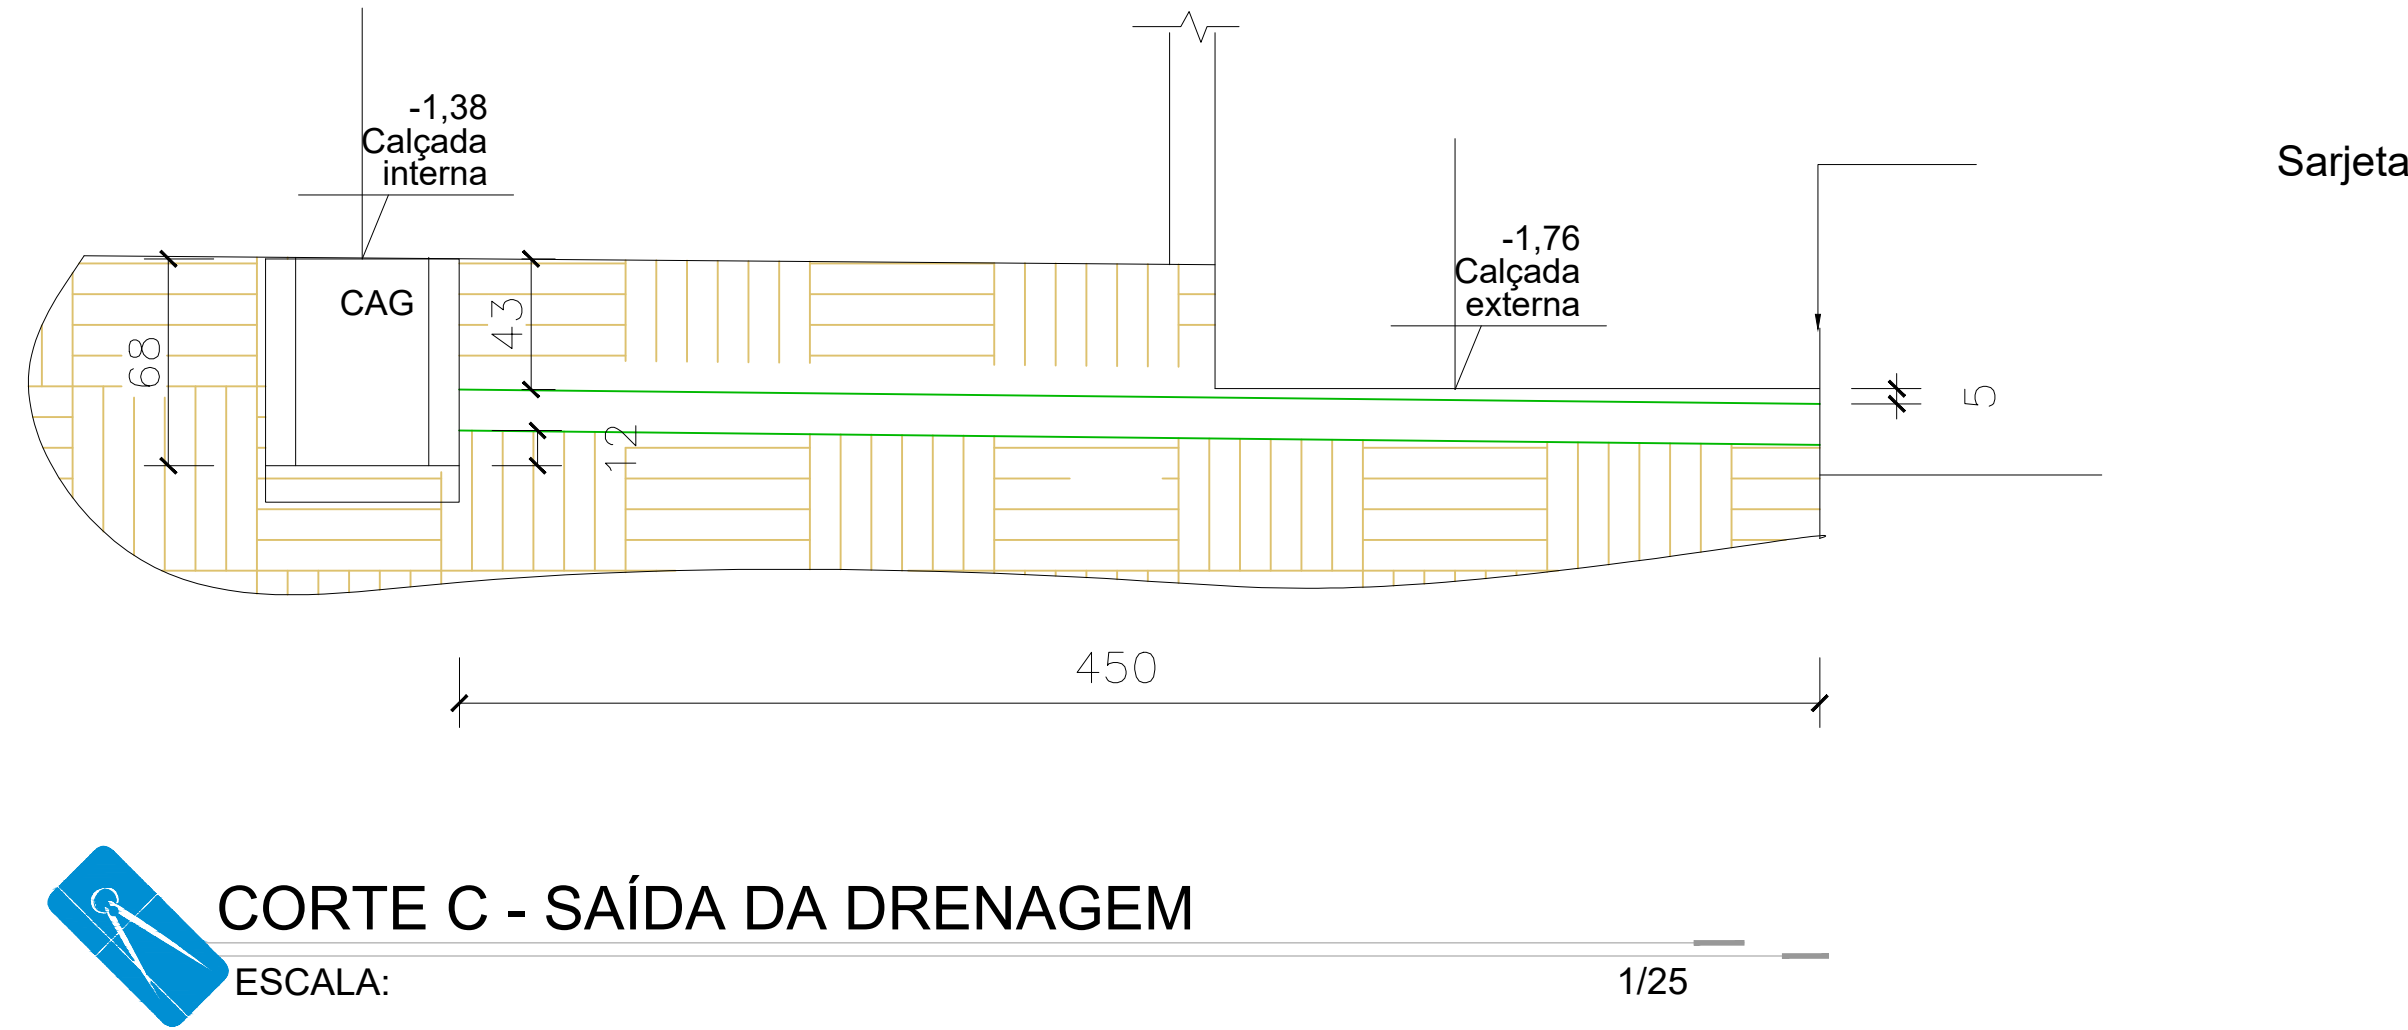 -1,38
Calçada
interna
Sarjeta
-1,76
Calçada
externa
CAG
43
68
12
5
450
CORTE C - SAÍDA DA DRENAGEM
ESCALA: 1/25